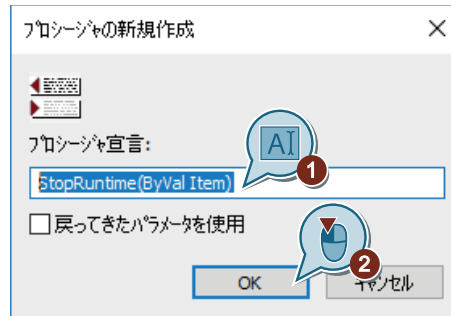 プロシージャの新規作成
プロシージャ宣言:
AI
1
StopRuntime(ByVal Item)
戻ってきたパラメータを使用
2
OK
キャンセル